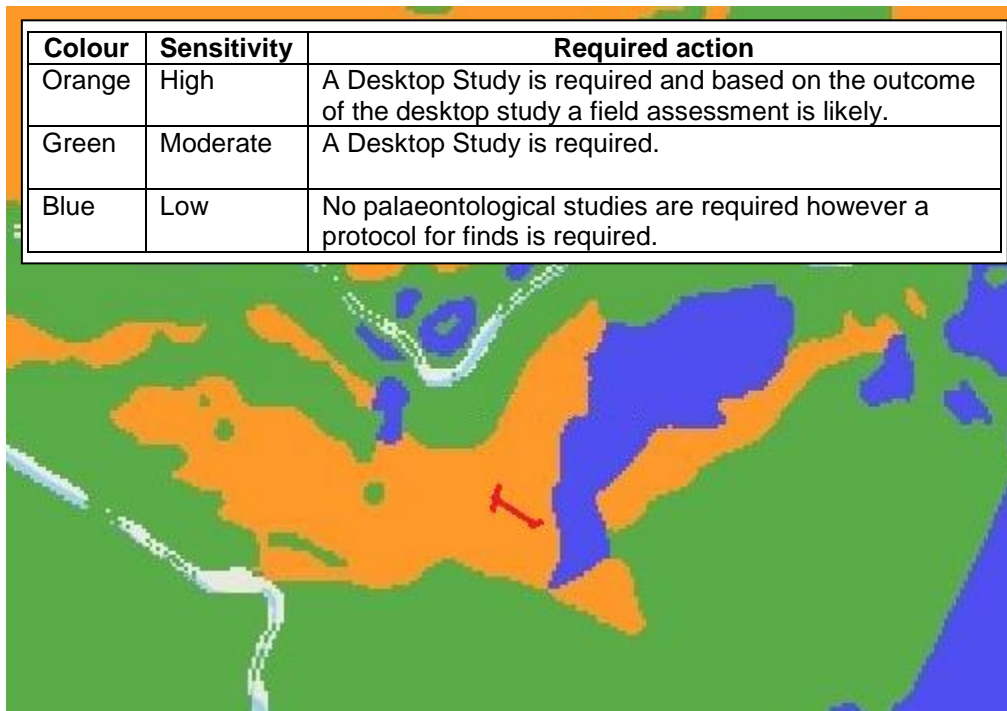 Colour Sensitivity Required action
Orange High A Desktop Study is required and based on the outcome
of the desktop study a field assessment is likely.
Green Moderate A Desktop Study is required.
Blue Low No palaeontological studies are required however a
protocol for finds is required.